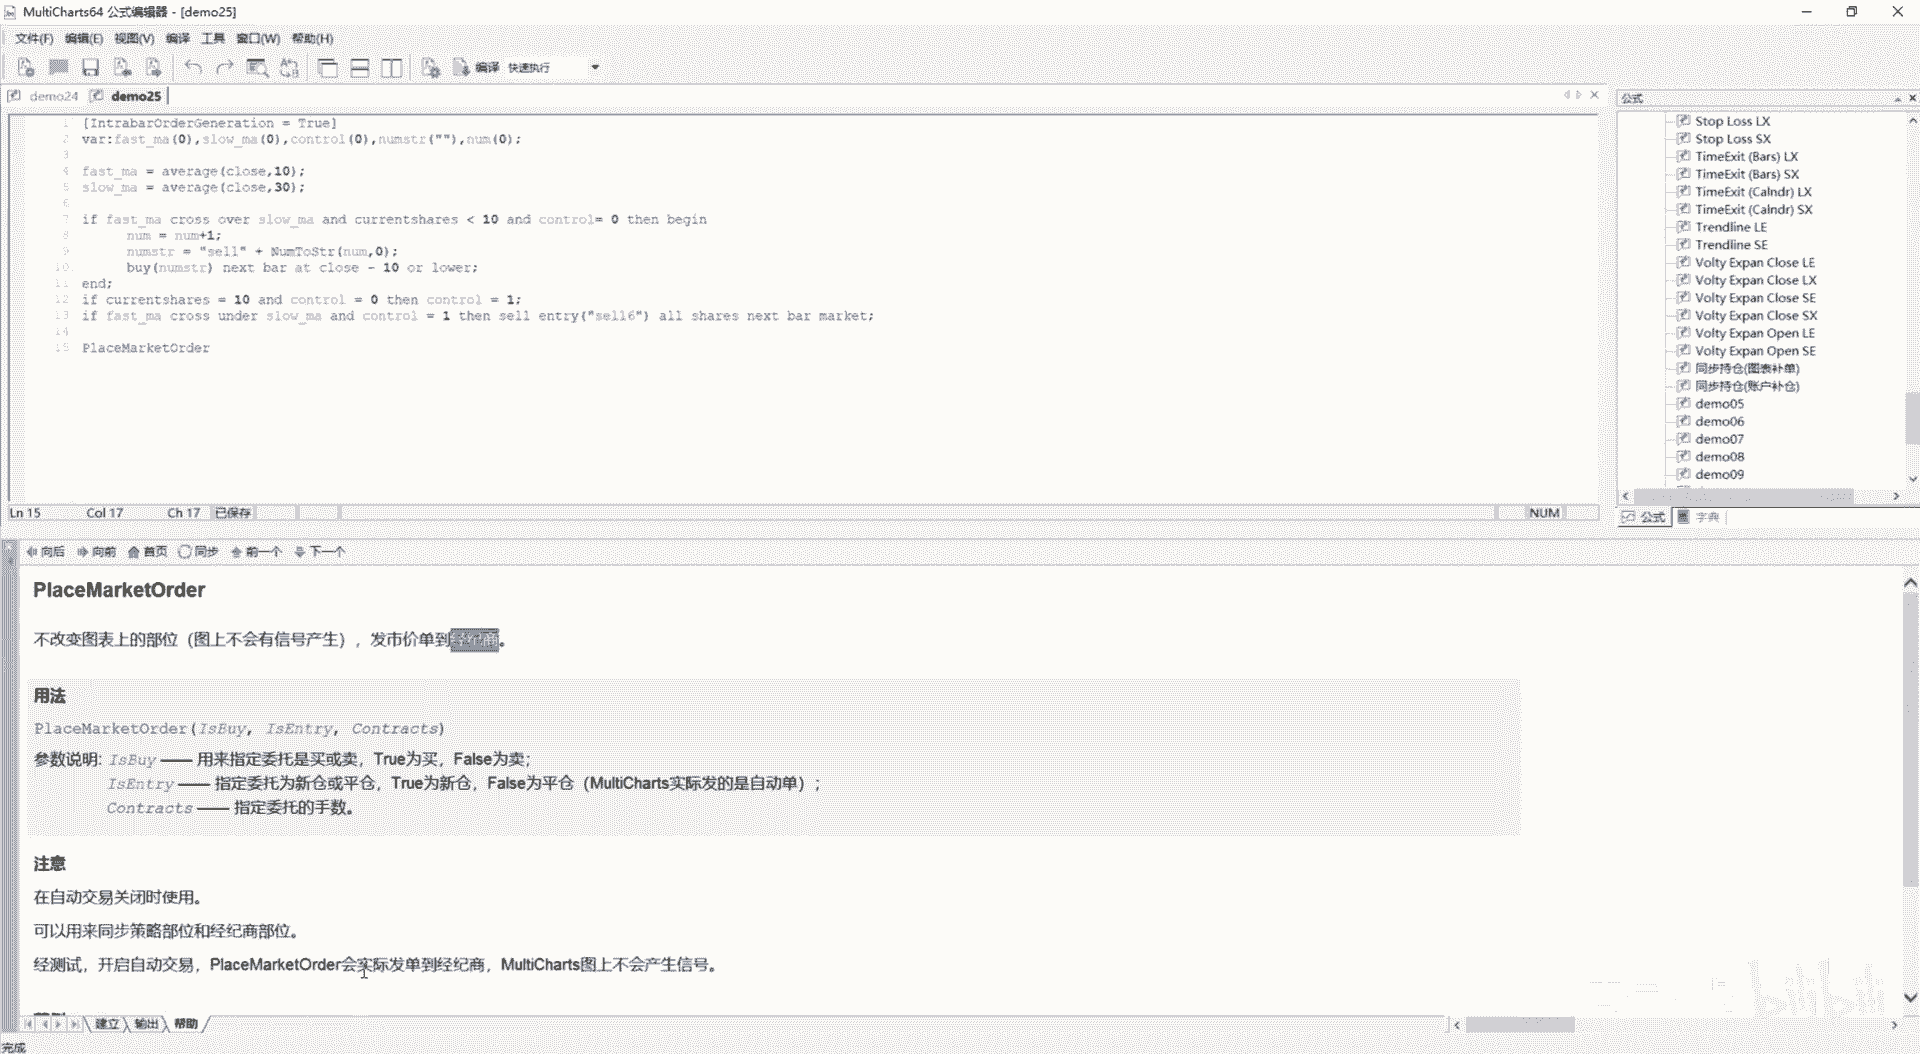 MultiCharts64 公式编辑器 - [demo25]
文件(F) 编辑(E) 视图(V) 编译 工具 窗口(W) 帮助(H)
编译 快速执行
demo24 demo25
1 [IntrabarOrderGeneration = True]
2 var:fast_ma(0),slow_ma(0),control(0),numstr(""),num(0);
3
4 fast_ma = average(close,10);
5 slow_ma = average(close,30);
6
7 if fast_ma cross over slow_ma and currentshares < 10 and control= 0 then begin
8 num = num+1;
9 numstr = "sell" + NumToStr(num,0);
10 buy(numstr) next bar at close - 10 or lower;
11 end;
12 if currentshares = 10 and control = 0 then control = 1;
13 if fast_ma cross under slow_ma and control = 1 then sell entry("sell6") all shares next bar market;
14
15 PlaceMarketOrder
Ln 15 Col 17 Ch 17 已保存 NUM
公式
Stop Loss LX
Stop Loss SX
TimeExit (Bars) LX
TimeExit (Bars) SX
TimeExit (Calndr) LX
TimeExit (Calndr) SX
Trendline LE
Trendline SE
Volty Expan Close LE
Volty Expan Close LX
Volty Expan Close SE
Volty Expan Close SX
Volty Expan Open LE
Volty Expan Open SE
同步持仓(图表补单)
同步持仓(账户补仓)
demo05
demo06
demo07
demo08
demo09
公式 字典
向后 向前 首页 同步 前一个 下一个
PlaceMarketOrder
不改变图表上的部位（图上不会有信号产生），发市价单到经纪商。
用法
PlaceMarketOrder(IsBuy, IsEntry, Contracts)
参数说明: IsBuy —— 用来指定委托是买或卖，True为买，False为卖；
IsEntry —— 指定委托为新仓或平仓，True为新仓，False为平仓（MultiCharts实际发的是自动单）；
Contracts —— 指定委托的手数。
注意
在自动交易关闭时使用。
可以用来同步策略部位和经纪商部位。
经测试，开启自动交易，PlaceMarketOrder会实际发单到经纪商，MultiCharts图上不会产生信号。
建立 输出 帮助
完成
bilibili